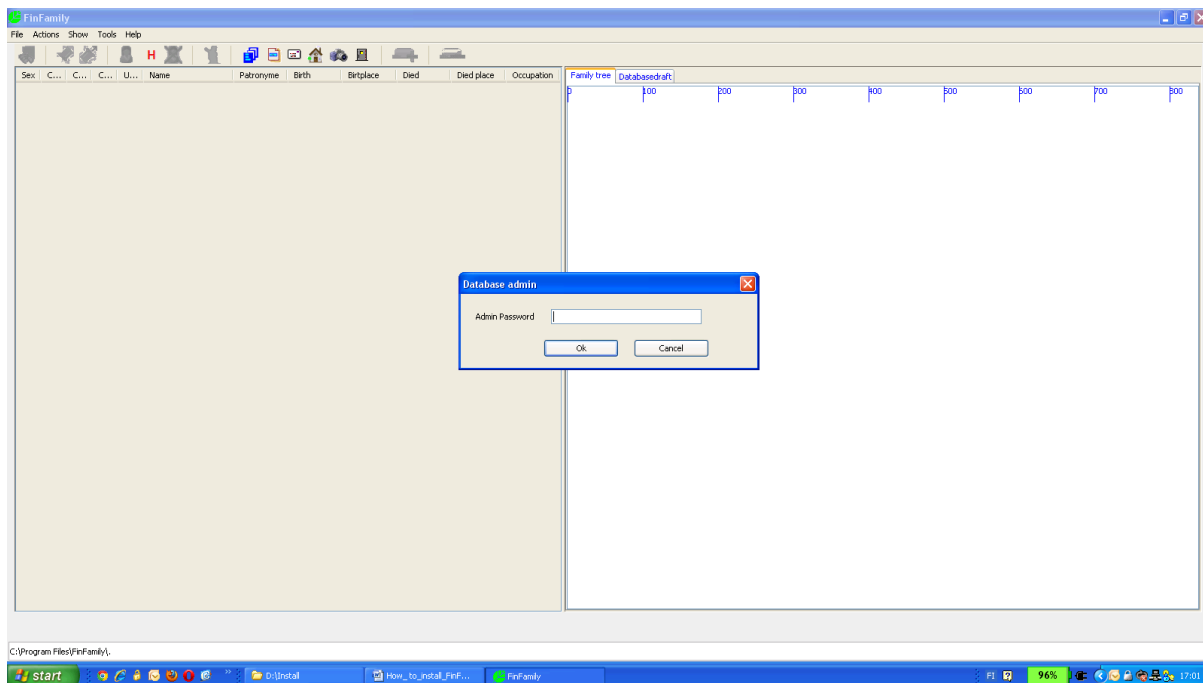 FinFamily
File Actions Show Tools Help
H
Sex C... C... C... U... Name Patronyme Birth Birtplace Died Died place Occupation
Family tree Databasedraft
0 100 200 300 400 500 600 700 800
Database admin
Admin Password
Ok Cancel
C:\Program Files\FinFamily\.
start D:\Install How_to_install_FinF... FinFamily FI 96% 17:01